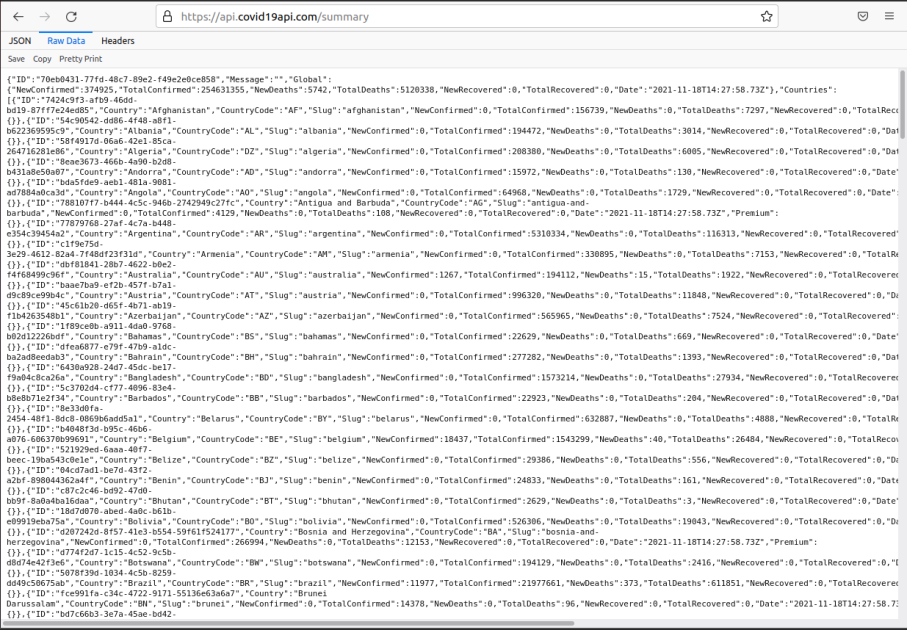 https://api.covid19api.com/summary
JSON Raw Data Headers
Save Copy Pretty Print
{"ID":"70eb0431-77fd-48c7-89e2-f49e2e0ce858","Message":"","Global":
{"NewConfirmed":374925,"TotalConfirmed":254631355,"NewDeaths":5742,"TotalDeaths":5120338,"NewRecovered":0,"TotalRecovered":0,"Date":"2021-11-18T14:27:58.73Z"},"Countries":
[{"ID":"7424c9f3-afb9-46dd-
bd19-87ff7e24ed85","Country":"Afghanistan","CountryCode":"AF","Slug":"afghanistan","NewConfirmed":0,"TotalConfirmed":156739,"NewDeaths":0,"TotalDeaths":7297,"NewRecovered":0,"TotalReco
{}},{"ID":"54c90542-dd86-4f48-a8f1-
b622369595c9","Country":"Albania","CountryCode":"AL","Slug":"albania","NewConfirmed":0,"TotalConfirmed":194472,"NewDeaths":0,"TotalDeaths":3014,"NewRecovered":0,"TotalRecovered":0,"Dat
{}},{"ID":"58f4917d-06a6-42e1-85ca-
264716281e86","Country":"Algeria","CountryCode":"DZ","Slug":"algeria","NewConfirmed":0,"TotalConfirmed":208380,"NewDeaths":0,"TotalDeaths":6005,"NewRecovered":0,"TotalRecovered":0,"Dat
{}},{"ID":"8eae3673-466b-4a90-b2d8-
b431a8e50a07","Country":"Andorra","CountryCode":"AD","Slug":"andorra","NewConfirmed":0,"TotalConfirmed":15972,"NewDeaths":0,"TotalDeaths":130,"NewRecovered":0,"TotalRecovered":0,"Date"
{}},{"ID":"bda5fde9-aeb1-481a-9081-
ad7884a0ca3d","Country":"Angola","CountryCode":"AO","Slug":"angola","NewConfirmed":0,"TotalConfirmed":64968,"NewDeaths":0,"TotalDeaths":1729,"NewRecovered":0,"TotalRecovered":0,"Date":
{}},{"ID":"788107f7-b444-4c5c-946b-2742949c27fc","Country":"Antigua and Barbuda","CountryCode":"AG","Slug":"antigua-and-
barbuda","NewConfirmed":0,"TotalConfirmed":4129,"NewDeaths":0,"TotalDeaths":108,"NewRecovered":0,"TotalRecovered":0,"Date":"2021-11-18T14:27:58.73Z","Premium":
{}},{"ID":"77879768-27af-4c7a-b448-
e354c39454a2","Country":"Argentina","CountryCode":"AR","Slug":"argentina","NewConfirmed":0,"TotalConfirmed":5310334,"NewDeaths":0,"TotalDeaths":116313,"NewRecovered":0,"TotalRecovered"
{}},{"ID":"c1f9e75d-
3e29-4612-82a4-7f48df23f31d","Country":"Armenia","CountryCode":"AM","Slug":"armenia","NewConfirmed":0,"TotalConfirmed":330895,"NewDeaths":0,"TotalDeaths":7153,"NewRecovered":0,"TotalRe
{}},{"ID":"dbf81841-28b7-4622-b0e2-
f4f68499c96f","Country":"Australia","CountryCode":"AU","Slug":"australia","NewConfirmed":1267,"TotalConfirmed":194112,"NewDeaths":15,"TotalDeaths":1922,"NewRecovered":0,"TotalRecovered
{}},{"ID":"baae7ba9-ef2b-457f-b7a1-
d9c89ce99b4c","Country":"Austria","CountryCode":"AT","Slug":"austria","NewConfirmed":0,"TotalConfirmed":996320,"NewDeaths":0,"TotalDeaths":11848,"NewRecovered":0,"TotalRecovered":0,"Da
{}},{"ID":"45c61b20-d65f-4b71-ab19-
f1b4263548b1","Country":"Azerbaijan","CountryCode":"AZ","Slug":"azerbaijan","NewConfirmed":0,"TotalConfirmed":565965,"NewDeaths":0,"TotalDeaths":7524,"NewRecovered":0,"TotalRecovered":
{}},{"ID":"1f89ce0b-a911-4da0-9768-
b02d12226bdf","Country":"Bahamas","CountryCode":"BS","Slug":"bahamas","NewConfirmed":0,"TotalConfirmed":22629,"NewDeaths":0,"TotalDeaths":669,"NewRecovered":0,"TotalRecovered":0,"Date"
{}},{"ID":"dfea6877-e79f-47b9-a1dc-
ba2ad8eedab3","Country":"Bahrain","CountryCode":"BH","Slug":"bahrain","NewConfirmed":0,"TotalConfirmed":277282,"NewDeaths":0,"TotalDeaths":1393,"NewRecovered":0,"TotalRecovered":0,"Dat
{}},{"ID":"6430a928-24d7-45dc-be17-
f9a04c8ca26a","Country":"Bangladesh","CountryCode":"BD","Slug":"bangladesh","NewConfirmed":0,"TotalConfirmed":1573214,"NewDeaths":0,"TotalDeaths":27934,"NewRecovered":0,"TotalRecovered
{}},{"ID":"5c3702d4-cf77-4096-83e4-
b8e8b71e2f34","Country":"Barbados","CountryCode":"BB","Slug":"barbados","NewConfirmed":0,"TotalConfirmed":22923,"NewDeaths":0,"TotalDeaths":204,"NewRecovered":0,"TotalRecovered":0,"Dat
{}},{"ID":"8e33d0fa-
2454-48f1-8dc8-0869b6add5a1","Country":"Belarus","CountryCode":"BY","Slug":"belarus","NewConfirmed":0,"TotalConfirmed":632887,"NewDeaths":0,"TotalDeaths":4888,"NewRecovered":0,"TotalRe
{}},{"ID":"b4048f3d-b95c-46b6-
a076-606370b99691","Country":"Belgium","CountryCode":"BE","Slug":"belgium","NewConfirmed":18437,"TotalConfirmed":1543299,"NewDeaths":40,"TotalDeaths":26484,"NewRecovered":0,"TotalRecov
{}},{"ID":"521929ed-6aaa-40f7-
beec-19ba543c0e1e","Country":"Belize","CountryCode":"BZ","Slug":"belize","NewConfirmed":0,"TotalConfirmed":29386,"NewDeaths":0,"TotalDeaths":556,"NewRecovered":0,"TotalRecovered":0,"Da
{}},{"ID":"04cd7ad1-be7d-43f2-
a2bf-898044362a4f","Country":"Benin","CountryCode":"BJ","Slug":"benin","NewConfirmed":0,"TotalConfirmed":24833,"NewDeaths":0,"TotalDeaths":161,"NewRecovered":0,"TotalRecovered":0,"Date
{}},{"ID":"c87c2c46-bd92-47d0-
bb9f-8a0a4ba16daa","Country":"Bhutan","CountryCode":"BT","Slug":"bhutan","NewConfirmed":0,"TotalConfirmed":2629,"NewDeaths":0,"TotalDeaths":3,"NewRecovered":0,"TotalRecovered":0,"Date"
{}},{"ID":"18d7d070-abed-4a0c-b61b-
e09919eba75a","Country":"Bolivia","CountryCode":"BO","Slug":"bolivia","NewConfirmed":0,"TotalConfirmed":526306,"NewDeaths":0,"TotalDeaths":19043,"NewRecovered":0,"TotalRecovered":0,"Da
{}},{"ID":"d207242d-8f57-41e3-b554-59f61f524177","Country":"Bosnia and Herzegovina","CountryCode":"BA","Slug":"bosnia-and-
herzegovina","NewConfirmed":0,"TotalConfirmed":266994,"NewDeaths":0,"TotalDeaths":12153,"NewRecovered":0,"TotalRecovered":0,"Date":"2021-11-18T14:27:58.73Z","Premium":
{}},{"ID":"d774f2d7-1c15-4c52-9c5b-
d8d74e42f3e6","Country":"Botswana","CountryCode":"BW","Slug":"botswana","NewConfirmed":0,"TotalConfirmed":194129,"NewDeaths":0,"TotalDeaths":2416,"NewRecovered":0,"TotalRecovered":0,"D
{}},{"ID":"5078f39d-1034-4c5b-8259-
dd49c50675ab","Country":"Brazil","CountryCode":"BR","Slug":"brazil","NewConfirmed":11977,"TotalConfirmed":21977661,"NewDeaths":373,"TotalDeaths":611851,"NewRecovered":0,"TotalRecovered
{}},{"ID":"fce991fa-c34c-4722-9171-55136e63a6a7","Country":"Brunei
Darussalam","CountryCode":"BN","Slug":"brunei","NewConfirmed":0,"TotalConfirmed":14378,"NewDeaths":0,"TotalDeaths":96,"NewRecovered":0,"TotalRecovered":0,"Date":"2021-11-18T14:27:58.73
{}},{"ID":"bd7c66b3-3e7a-45ae-bd42-